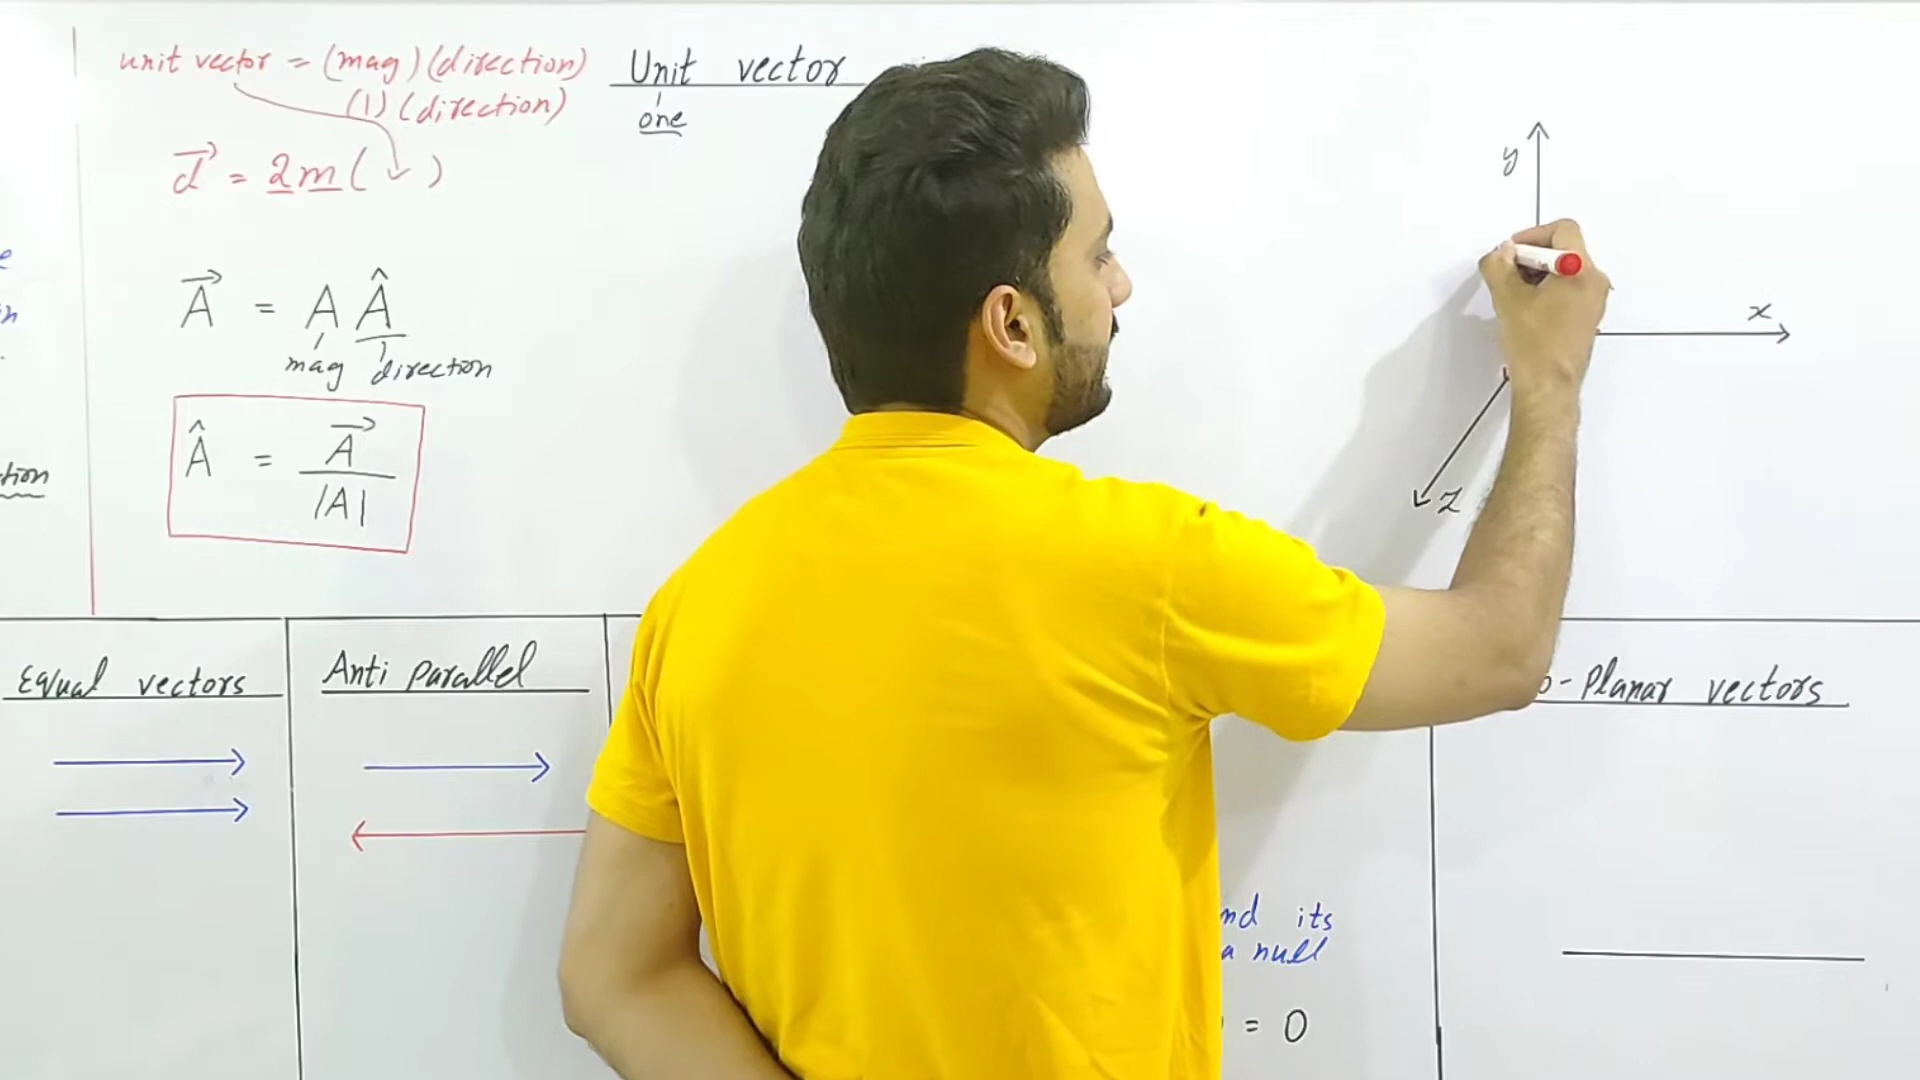 unit vector = (mag) (direction)
(1) (direction)
d⃗ = 2m ( )
A⃗ = A Â
mag direction
Â = A⃗ / |A|
Unit vector
one
y
x
z
Equal vectors
Anti parallel
o-Planar vectors
nd its
a null
= 0